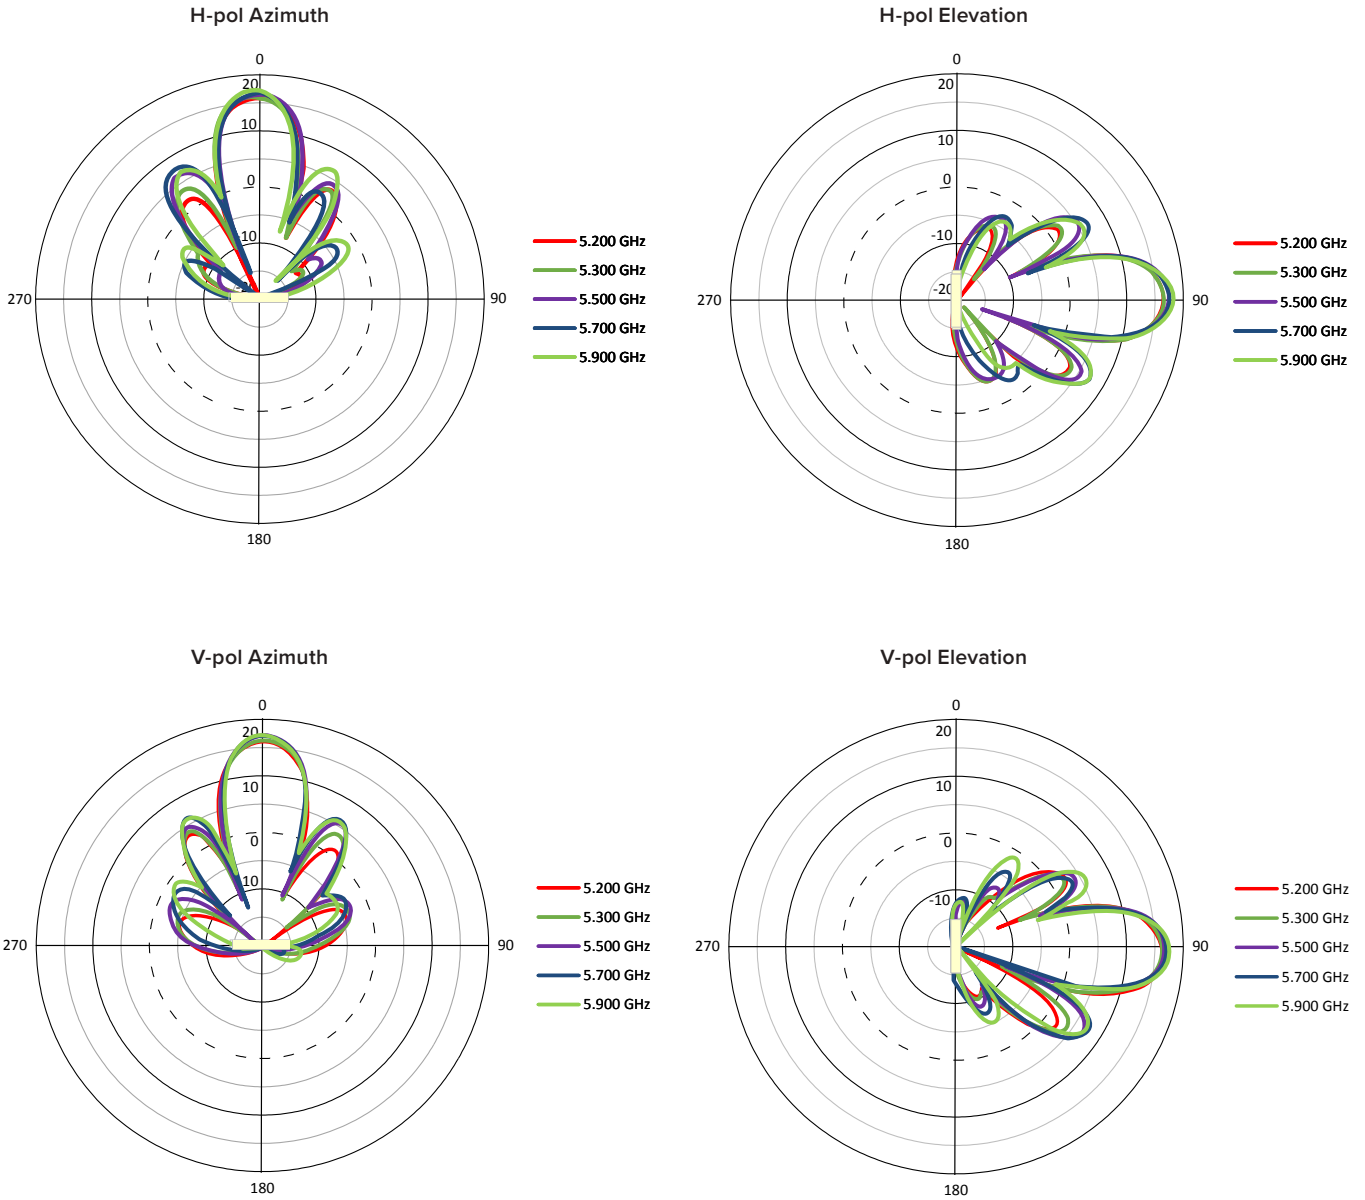 H-pol Azimuth
0
20
10
0
-10
270
90
180
5.200 GHz
5.300 GHz
5.500 GHz
5.700 GHz
5.900 GHz
H-pol Elevation
0
20
10
0
-10
-20
270
90
180
5.200 GHz
5.300 GHz
5.500 GHz
5.700 GHz
5.900 GHz
V-pol Azimuth
0
20
10
0
10
270
90
180
5.200 GHz
5.300 GHz
5.500 GHz
5.700 GHz
5.900 GHz
V-pol Elevation
0
20
10
0
-10
270
90
180
5.200 GHz
5.300 GHz
5.500 GHz
5.700 GHz
5.900 GHz